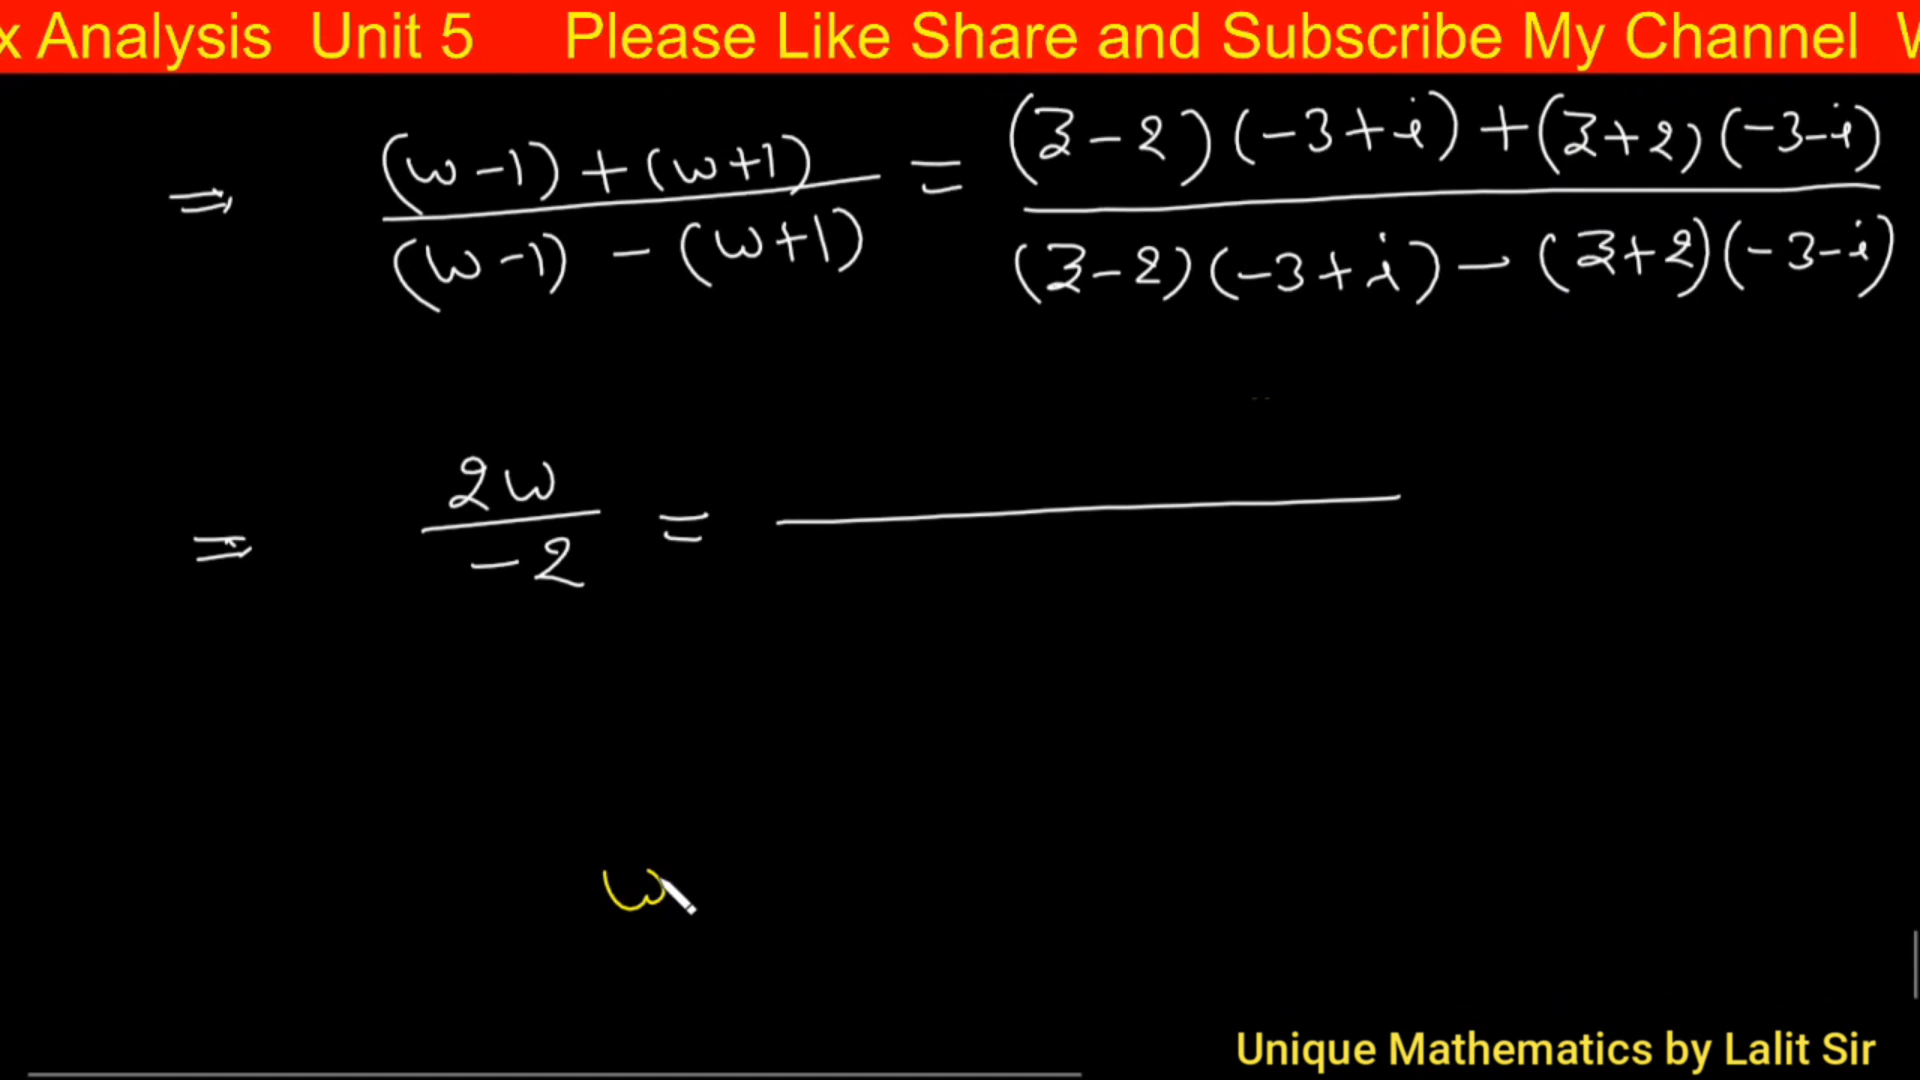 x Analysis Unit 5 Please Like Share and Subscribe My Channel W
⇒ ((w-1)+(w+1))/((w-1)-(w+1)) = ((z-2)(-3+i)+(z+2)(-3-i))/((z-2)(-3+i)-(z+2)(-3-i))
⇒ 2w/-2 =
w
Unique Mathematics by Lalit Sir